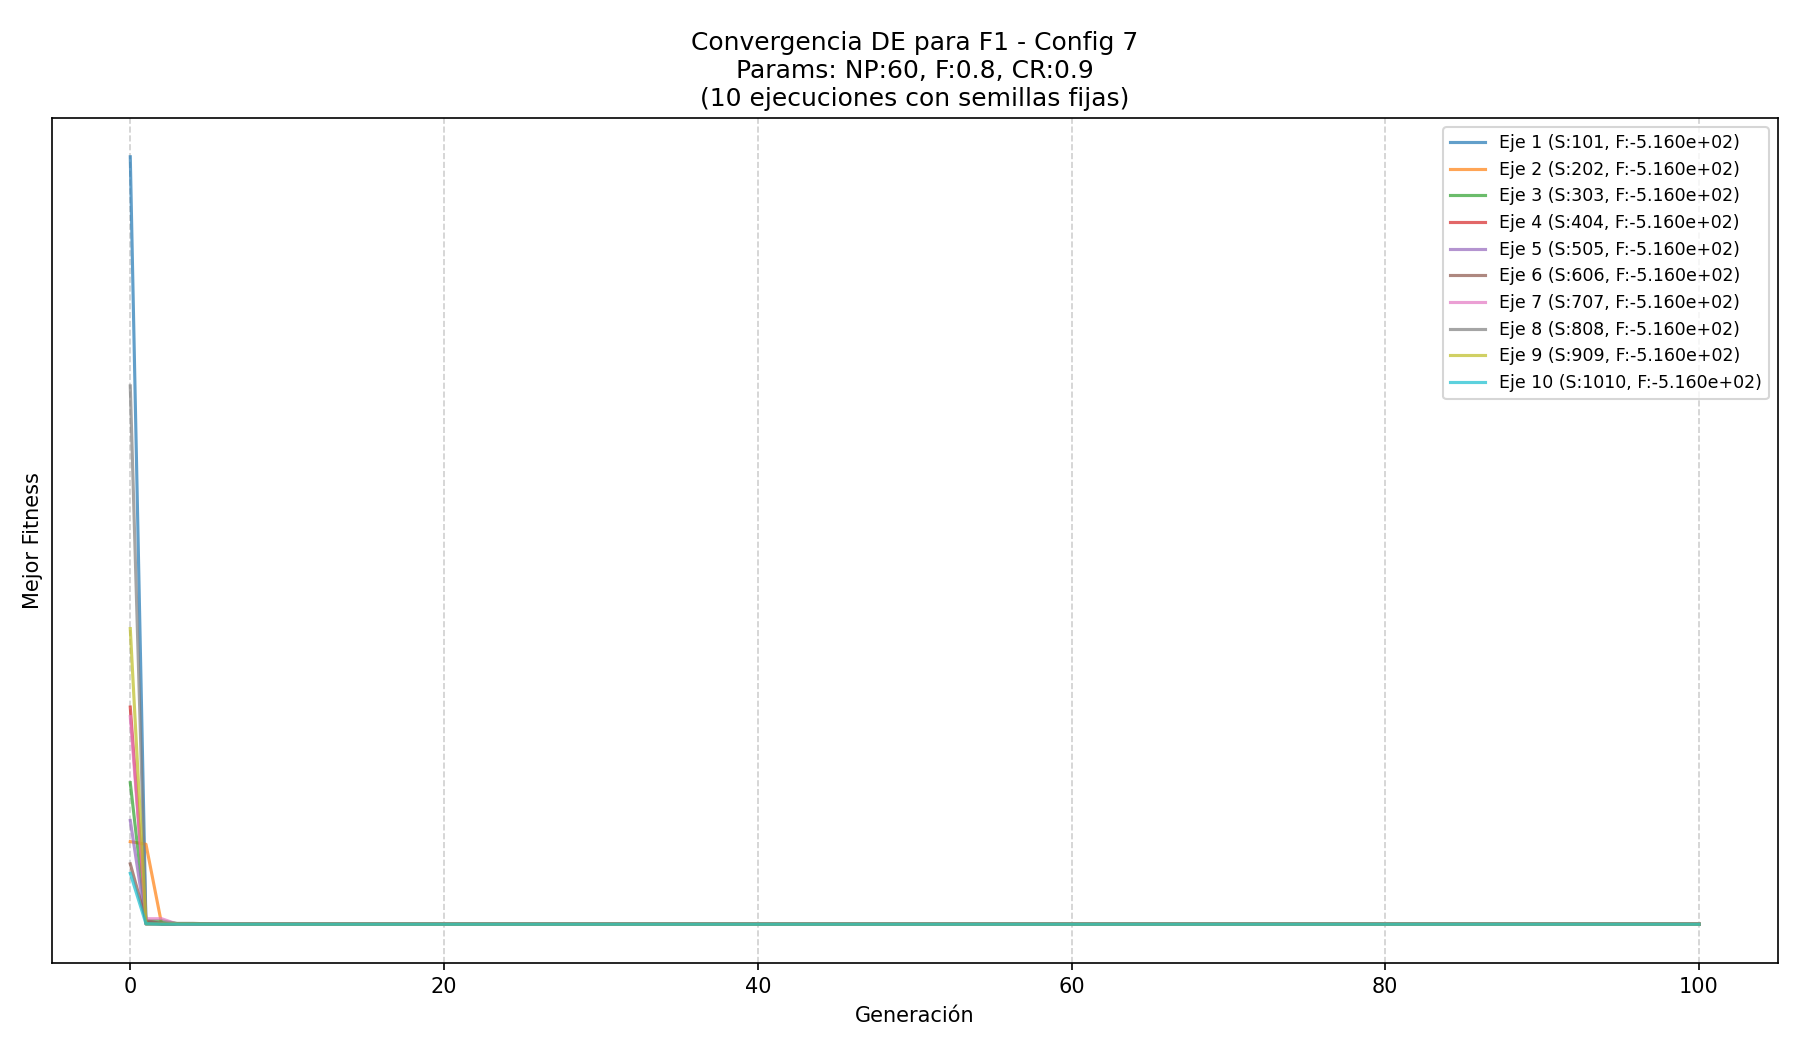 Convergencia DE para F1 - Config 7
Params: NP:60, F:0.8, CR:0.9
(10 ejecuciones con semillas fijas)
Eje 1 (S:101, F:-5.160e+02)
Eje 2 (S:202, F:-5.160e+02)
Eje 3 (S:303, F:-5.160e+02)
Eje 4 (S:404, F:-5.160e+02)
Eje 5 (S:505, F:-5.160e+02)
Eje 6 (S:606, F:-5.160e+02)
Eje 7 (S:707, F:-5.160e+02)
Eje 8 (S:808, F:-5.160e+02)
Eje 9 (S:909, F:-5.160e+02)
Eje 10 (S:1010, F:-5.160e+02)
Mejor Fitness
0 20 40 60 80 100
Generación